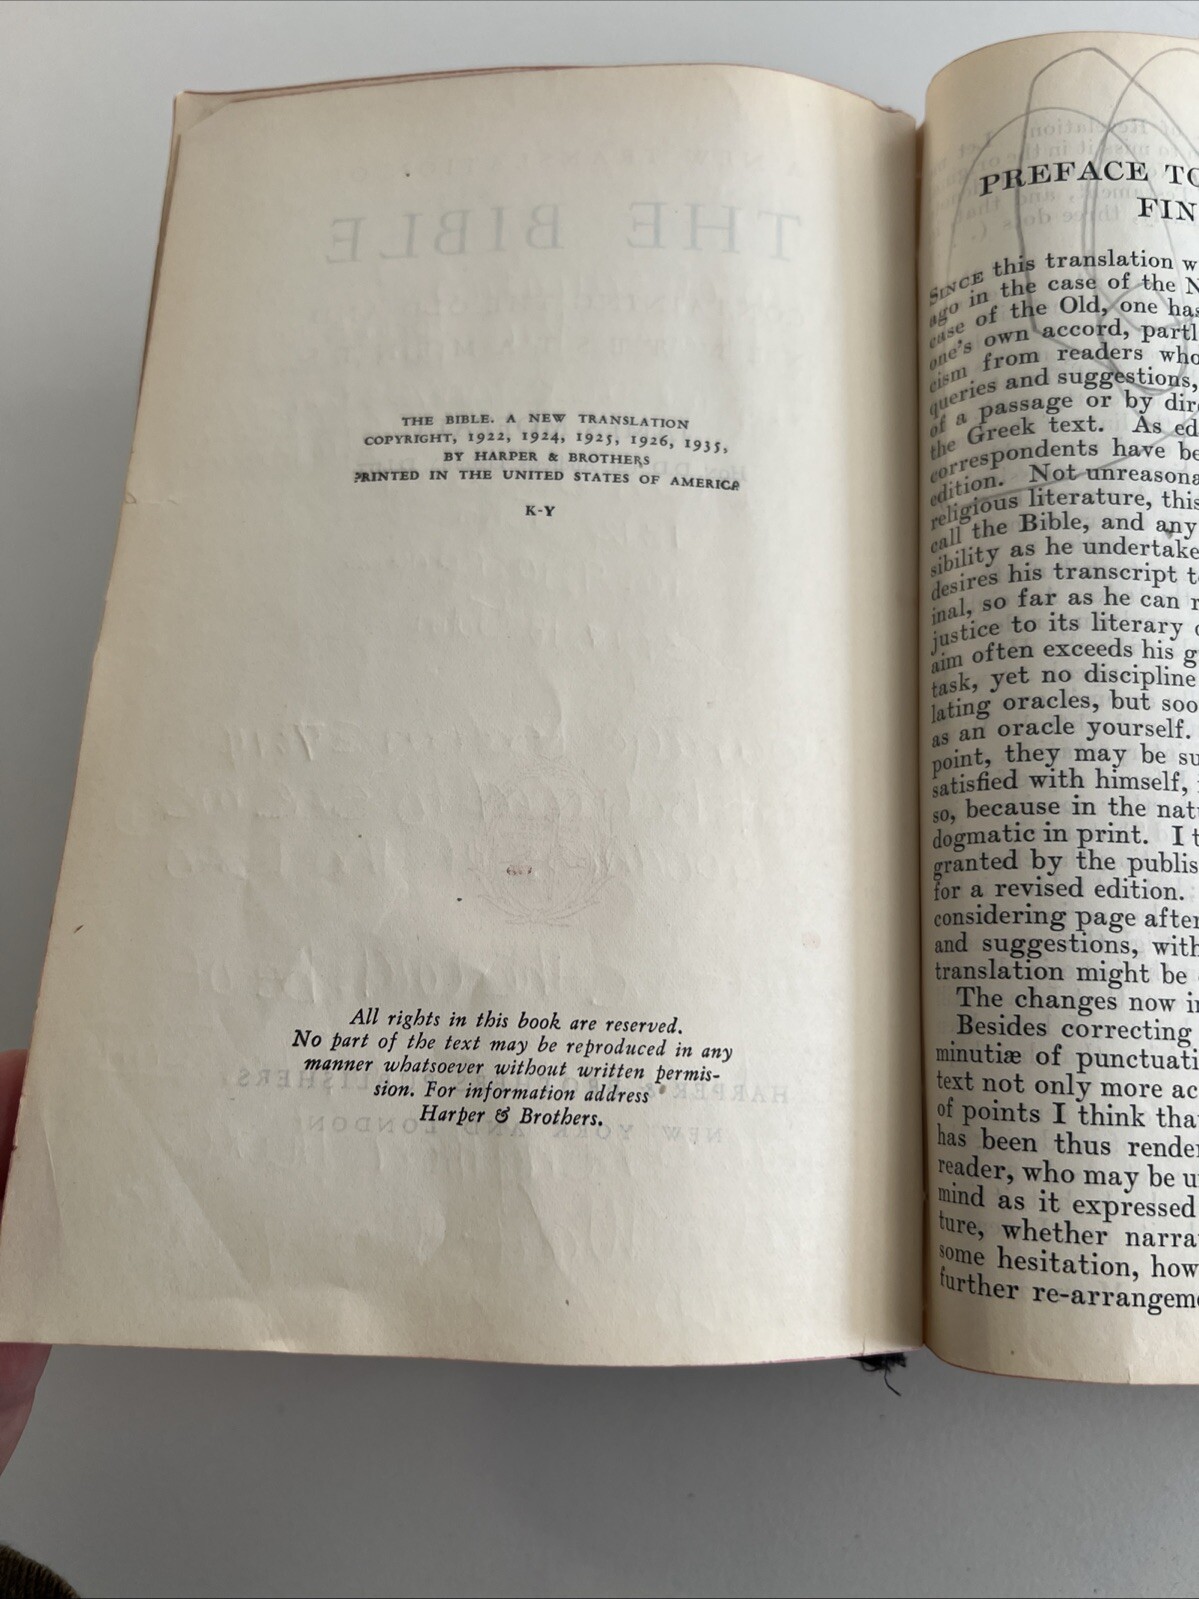 THE BIBLE. A NEW TRANSLATION
COPYRIGHT, 1922, 1924, 1925, 1926, 1935,
BY HARPER & BROTHERS
PRINTED IN THE UNITED STATES OF AMERICA
K-Y
All rights in this book are reserved.
No part of the text may be reproduced in any
manner whatsoever without written permis-
sion. For information address
Harper & Brothers.
PREFACE TO
FIN
SINCE this translation w
ago in the case of the N
case of the Old, one has
one's own accord, partl
cism from readers who
queries and suggestions,
of a passage or by dire
the Greek text. As ed
correspondents have be
edition. Not unreasona
religious literature, this
call the Bible, and any
sibility as he undertake
desires his transcript t
inal, so far as he can r
justice to its literary
aim often exceeds his g
task, yet no discipline
lating oracles, but soo
as an oracle yourself.
point, they may be su
satisfied with himself,
so, because in the nat
dogmatic in print. I t
granted by the publis
for a revised edition.
considering page after
and suggestions, with
translation might be
The changes now i
Besides correcting
minutiæ of punctuati
text not only more ac
of points I think tha
has been thus rende
reader, who may be u
mind as it expressed
ture, whether narra
some hesitation, how
further re-arrangem